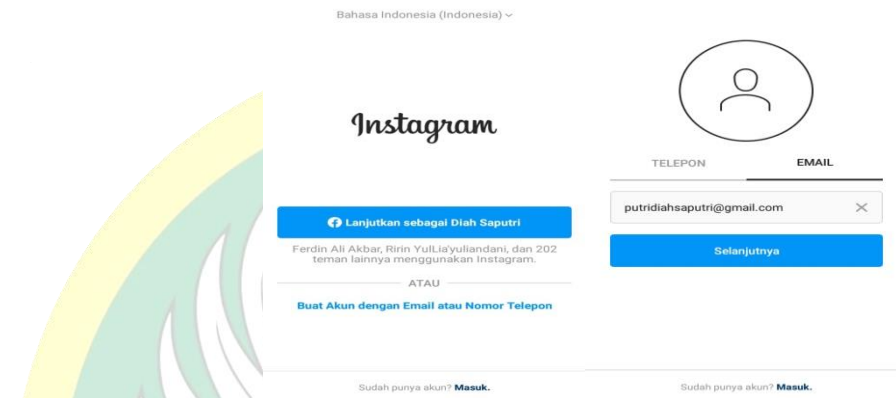 Bahasa Indonesia (Indonesia)
Instagram
Lanjutkan sebagai Diah Saputri
Ferdin Ali Akbar, Ririn YulLia'yuliandani, dan 202
teman lainnya menggunakan Instagram.
ATAU
Buat Akun dengan Email atau Nomor Telepon
Sudah punya akun? Masuk.
TELEPON EMAIL
putridiahsaputri@gmail.com
Selanjutnya
Sudah punya akun? Masuk.